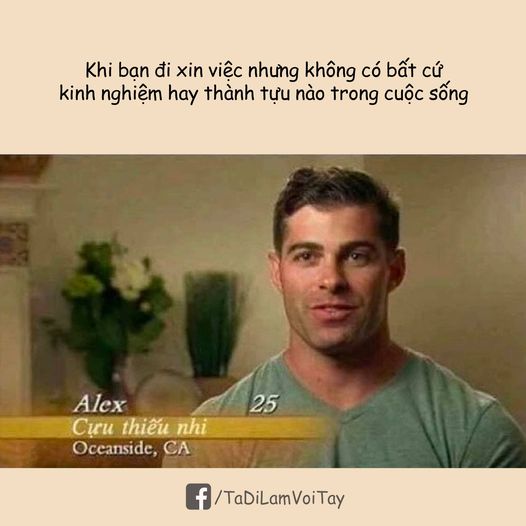 Khi bạn đi xin việc nhưng không có bất cứ
kinh nghiệm hay thành tựu nào trong cuộc sống
Alex 25
Cựu thiếu nhi
Oceanside, CA
f /TaDiLamVoiTay